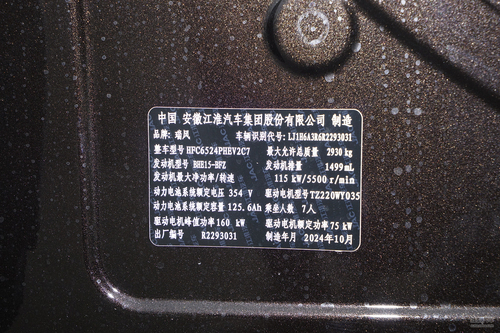 中国 安徽江淮汽车集团股份有限公司 制造
品牌: 瑞风 车辆识别代号: LJ1B6A3R6R2293031
整车型号 HFC6524PHEV2C7 最大允许总质量 2930 kg
发动机型号 BHE15-HFZ 发动机排量 1499 mL
发动机最大净功率/转速 115 kW/5500 r/min
动力电池系统额定电压 354 V 驱动电机型号 TZ220WY035
动力电池系统额定容量 125.6Ah 乘坐人数 7人
驱动电机峰值功率 160 kW 驱动电机额定功率 75 kW
出厂编号 R2293031 制造年月 2024年10月